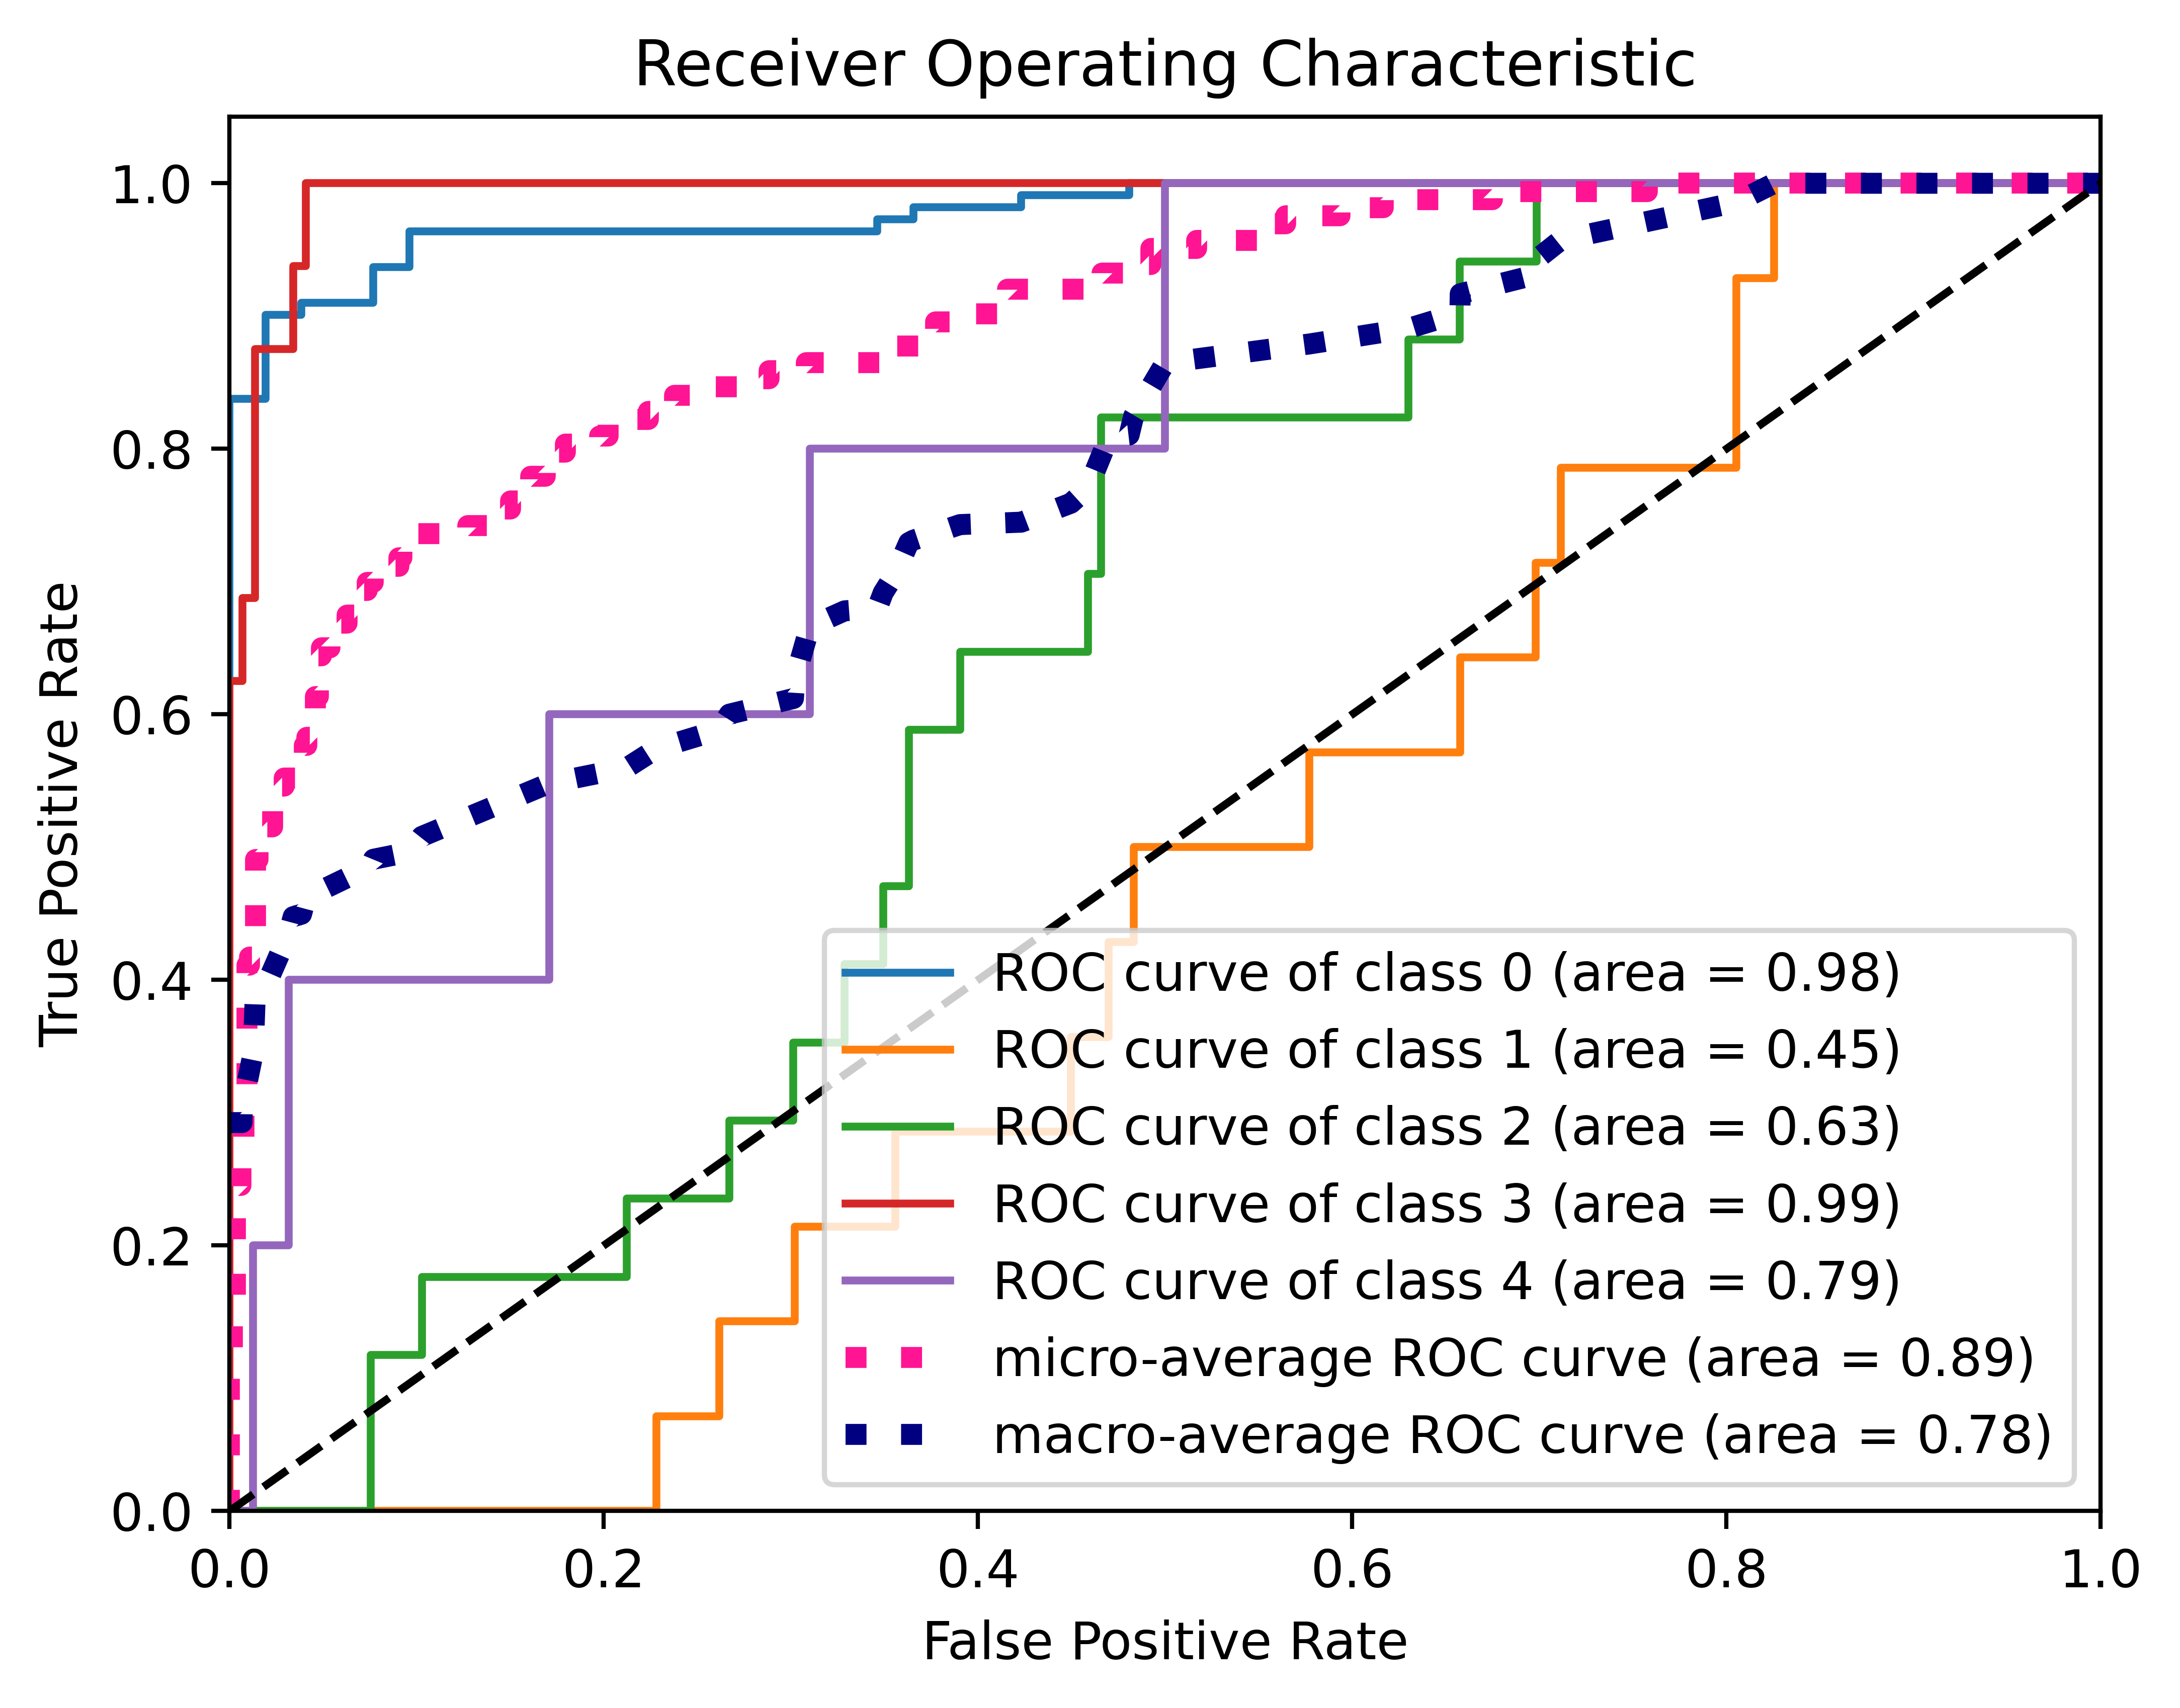 Receiver Operating Characteristic
1.0
0.8
0.6
0.4
0.2
0.0
True Positive Rate
ROC curve of class 0 (area = 0.98)
ROC curve of class 1 (area = 0.45)
ROC curve of class 2 (area = 0.63)
ROC curve of class 3 (area = 0.99)
ROC curve of class 4 (area = 0.79)
micro-average ROC curve (area = 0.89)
macro-average ROC curve (area = 0.78)
0.0 0.2 0.4 0.6 0.8 1.0
False Positive Rate